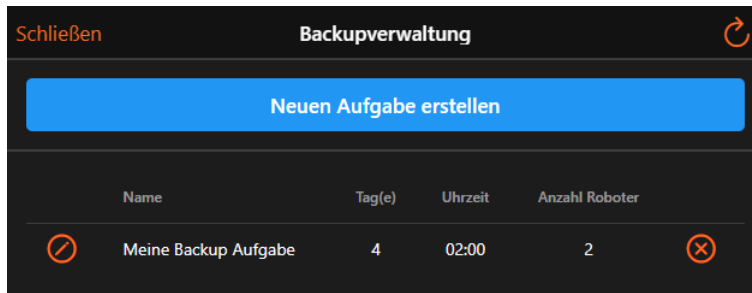 Schließen Backupverwaltung
Neuen Aufgabe erstellen
Name Tag(e) Uhrzeit Anzahl Roboter
Meine Backup Aufgabe 4 02:00 2